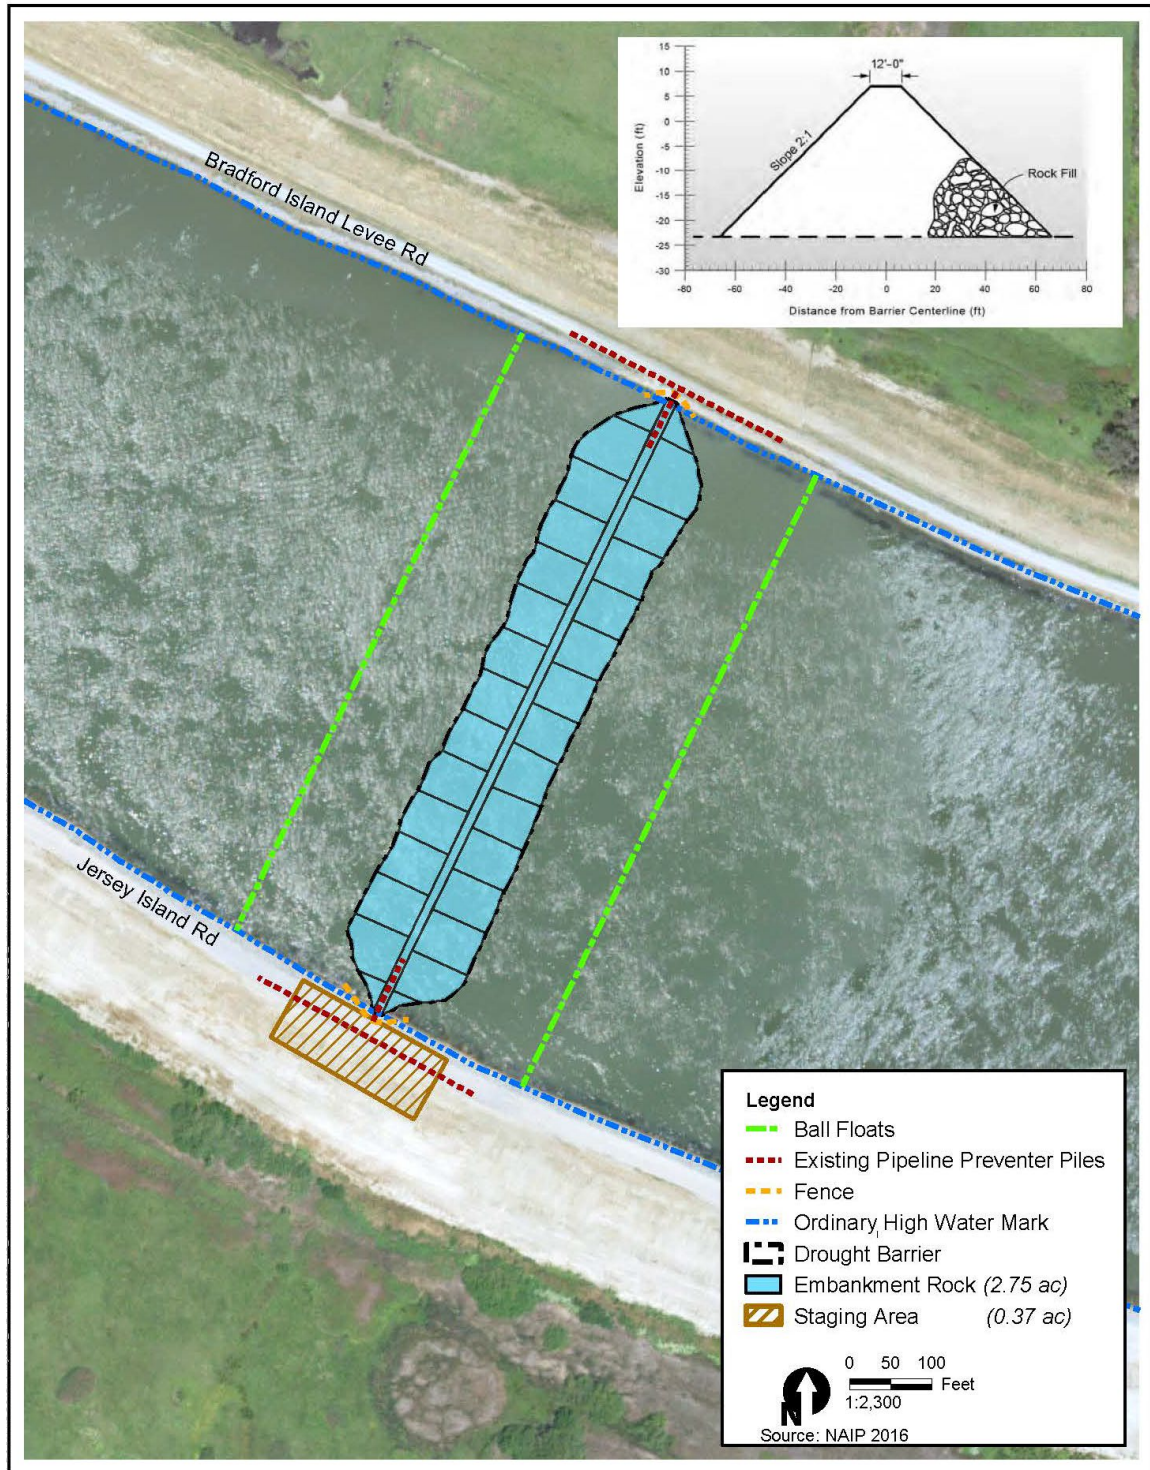 15
10
5
0
-5
-10
-15
-20
-25
-30
Elevation (ft)
12'-0"
Slope 2:1
Rock Fill
-80 -60 -40 -20 0 20 40 60 80
Distance from Barrier Centerline (ft)
Bradford Island Levee Rd
Jersey Island Rd
Legend
Ball Floats
Existing Pipeline Preventer Piles
Fence
Ordinary High Water Mark
Drought Barrier
Embankment Rock (2.75 ac)
Staging Area (0.37 ac)
N
0 50 100
Feet
1:2,300
Source: NAIP 2016